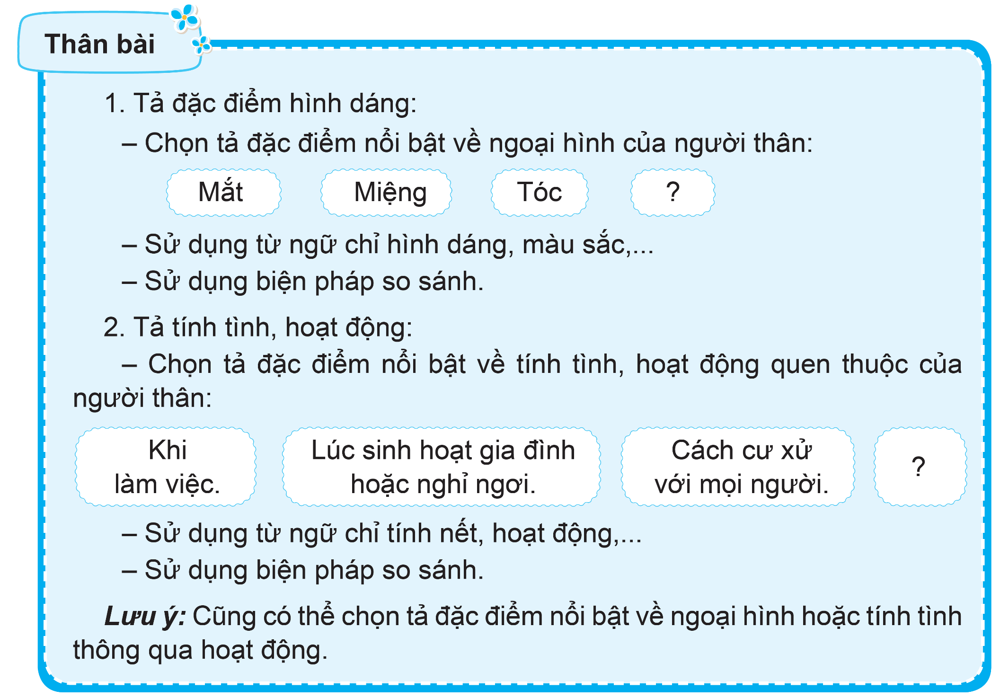 Thân bài
1. Tả đặc điểm hình dáng:
– Chọn tả đặc điểm nổi bật về ngoại hình của người thân:
Mắt Miệng Tóc ?
– Sử dụng từ ngữ chỉ hình dáng, màu sắc,...
– Sử dụng biện pháp so sánh.
2. Tả tính tình, hoạt động:
– Chọn tả đặc điểm nổi bật về tính tình, hoạt động quen thuộc của
người thân:
Khi
làm việc.
Lúc sinh hoạt gia đình
hoặc nghỉ ngơi.
Cách cư xử
với mọi người.
?
– Sử dụng từ ngữ chỉ tính nết, hoạt động,...
– Sử dụng biện pháp so sánh.
Lưu ý: Cũng có thể chọn tả đặc điểm nổi bật về ngoại hình hoặc tính tình
thông qua hoạt động.